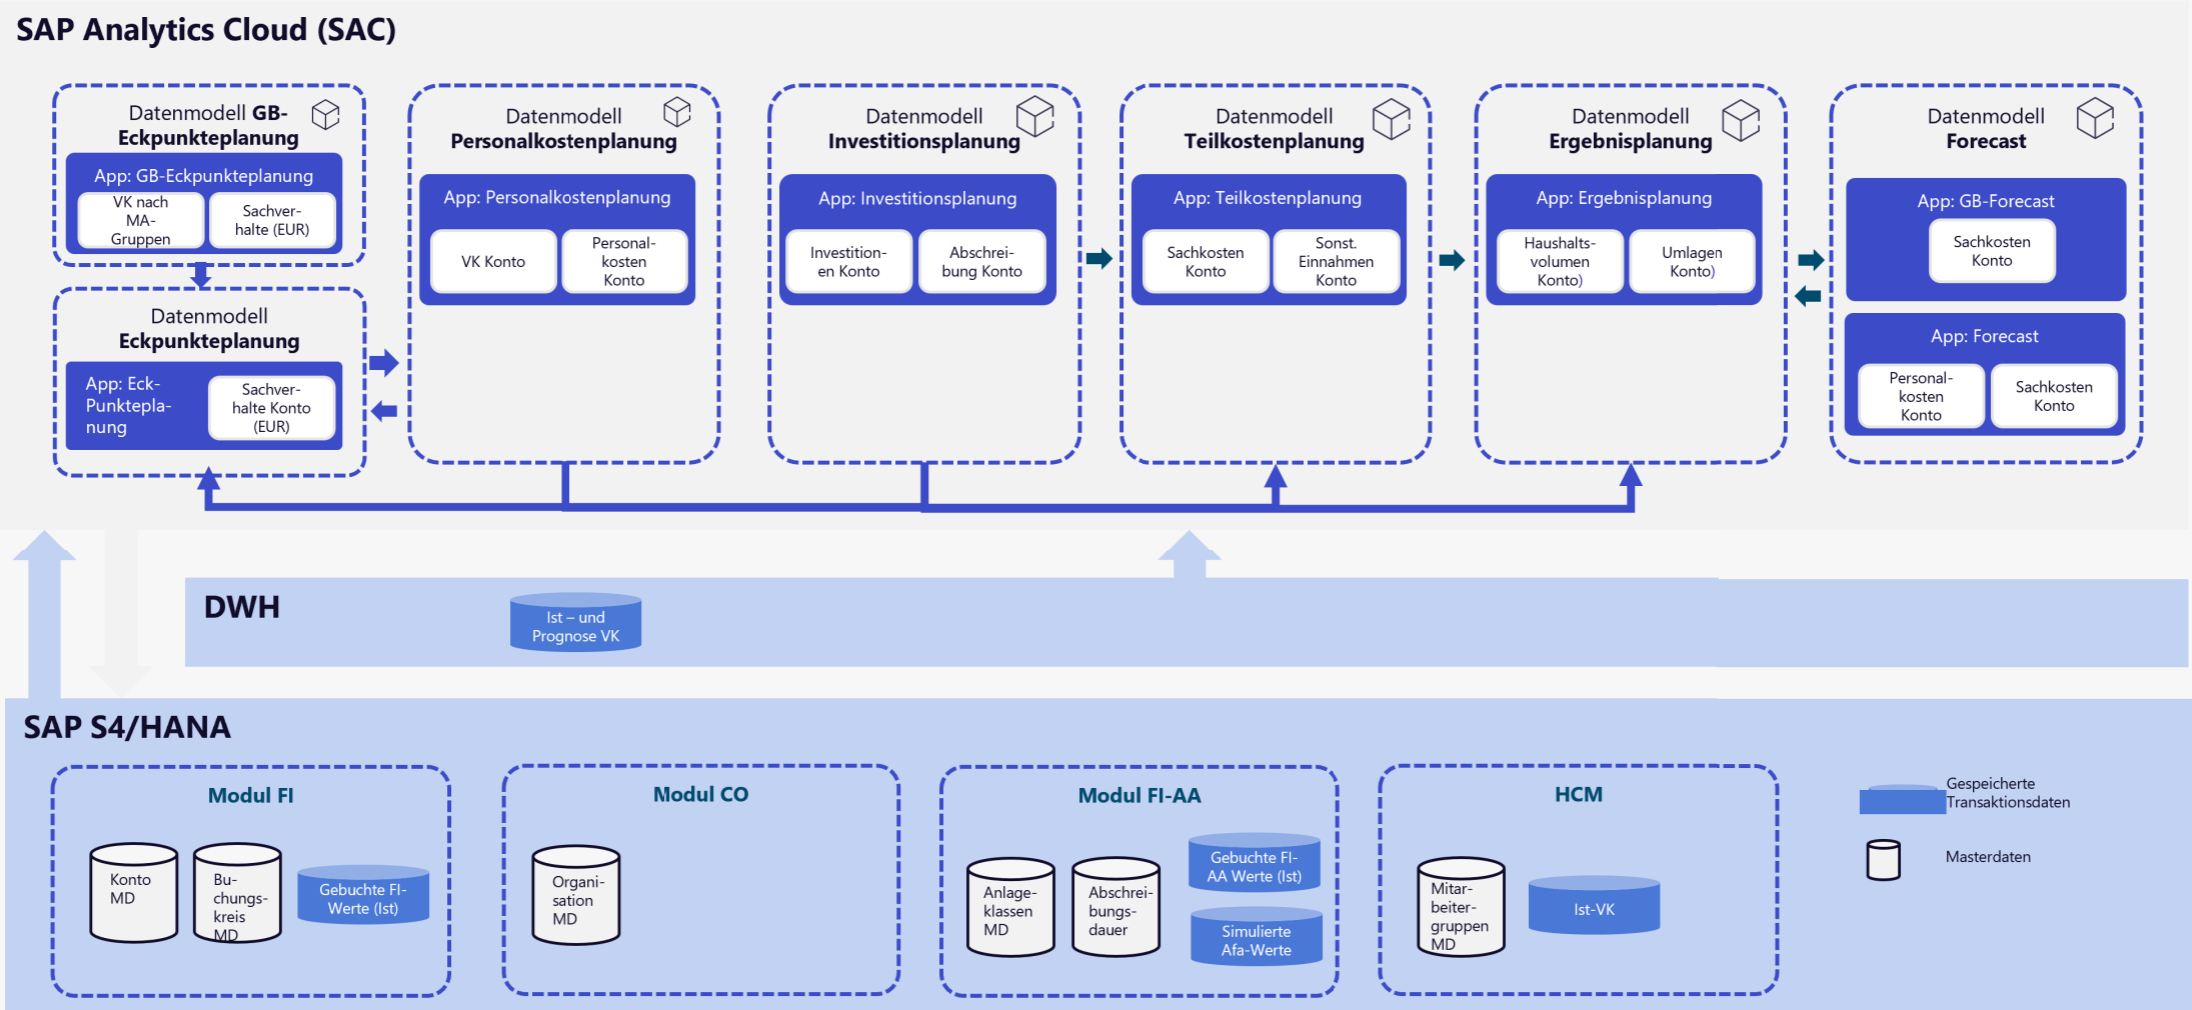 SAP Analytics Cloud (SAC)
Datenmodell GB-
Eckpunkteplanung
App: GB-Eckpunkteplanung
VK nach
MA-
Gruppen
Sachver-
halte (EUR)
Datenmodell
Eckpunkteplanung
App: Eck-
Punktepla-
nung
Sachver-
halte Konto
(EUR)
Datenmodell
Personalkostenplanung
App: Personalkostenplanung
VK Konto
Personal-
kosten
Konto
Datenmodell
Investitionsplanung
App: Investitionsplanung
Investition-
en Konto
Abschrei-
bung Konto
Datenmodell
Teilkostenplanung
App: Teilkostenplanung
Sachkosten
Konto
Sonst.
Einnahmen
Konto
Datenmodell
Ergebnisplanung
App: Ergebnisplanung
Haushalts-
volumen
Konto)
Umlagen
Konto)
Datenmodell
Forecast
App: GB-Forecast
Sachkosten
Konto
App: Forecast
Personal-
kosten
Konto
Sachkosten
Konto
DWH
Ist – und
Prognose VK
SAP S4/HANA
Modul FI
Konto
MD
Bu-
chungs-
kreis
MD
Gebuchte FI-
Werte (Ist)
Modul CO
Organi-
sation
MD
Modul FI-AA
Anlage-
klassen
MD
Abschrei-
bungs-
dauer
Gebuchte FI-
AA Werte (Ist)
Simulierte
Afa-Werte
HCM
Mitar-
beiter-
gruppen
MD
Ist-VK
Gespeicherte
Transaktionsdaten
Masterdaten